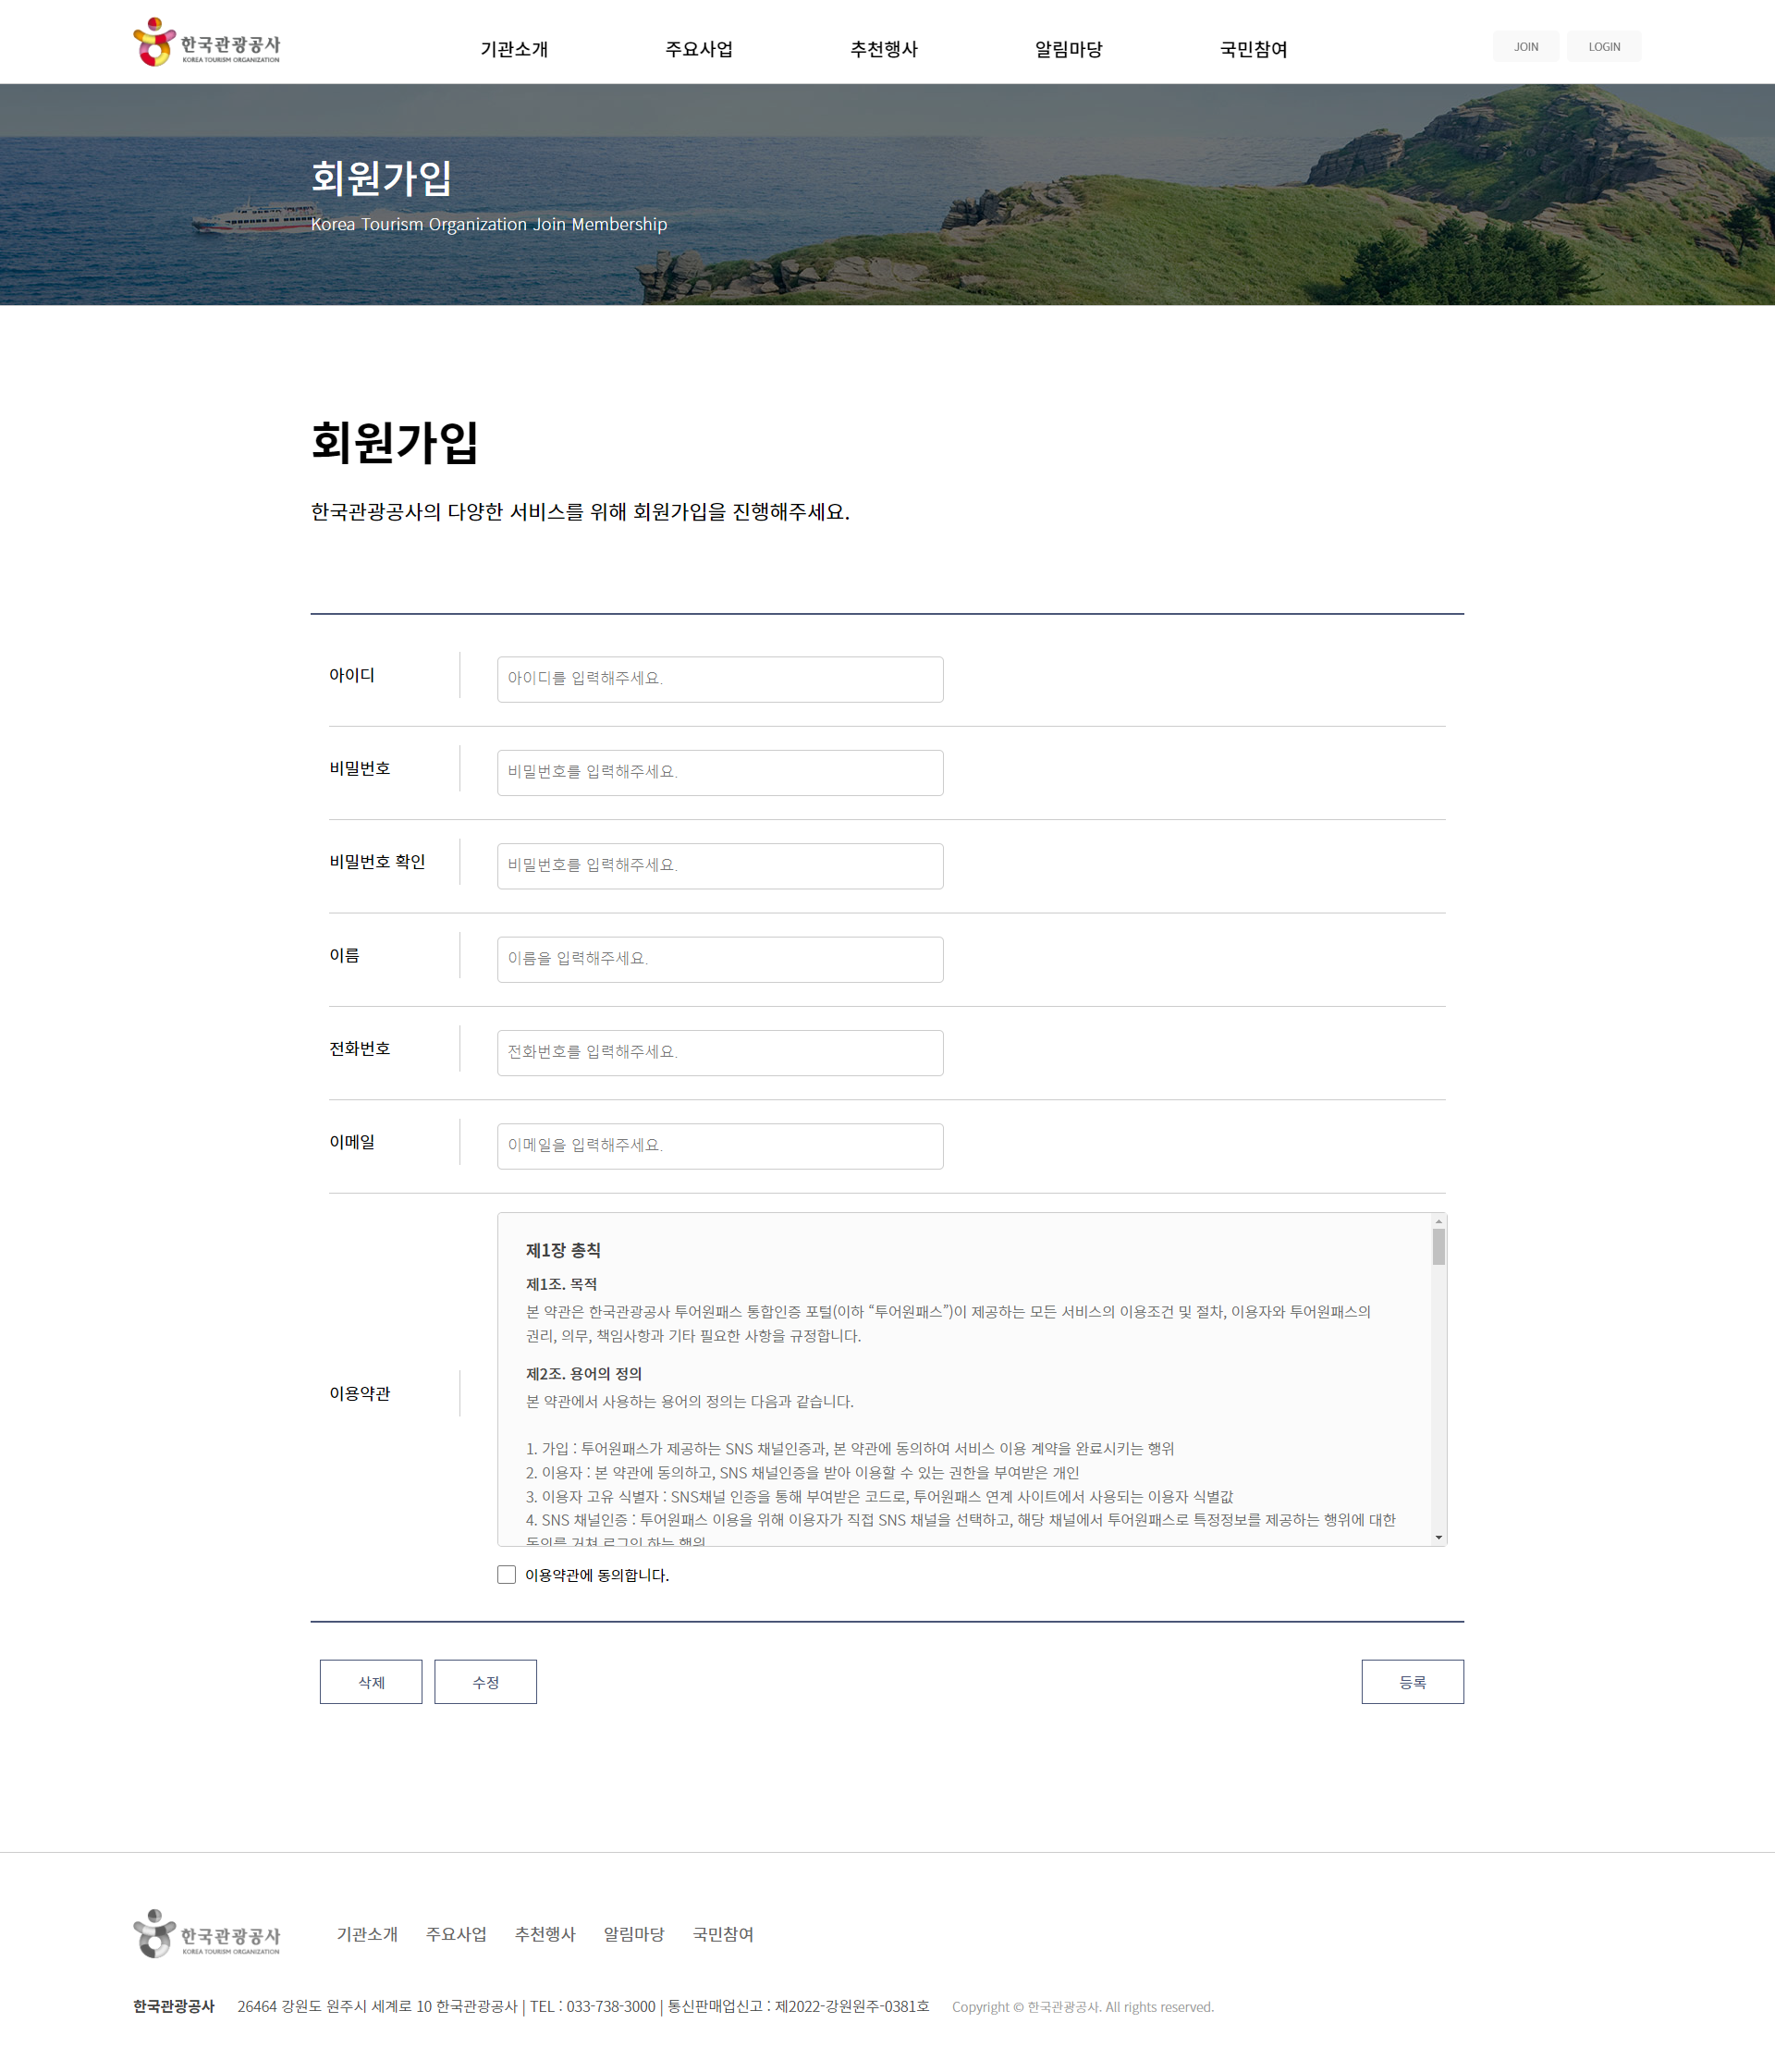 한국관광공사
KOREA TOURISM ORGANIZATION
기관소개 주요사업 추천행사 알림마당 국민참여
JOIN LOGIN
회원가입
Korea Tourism Organization Join Membership
회원가입
한국관광공사의 다양한 서비스를 위해 회원가입을 진행해주세요.
아이디 아이디를 입력해주세요.
비밀번호 비밀번호를 입력해주세요.
비밀번호 확인 비밀번호를 입력해주세요.
이름 이름을 입력해주세요.
전화번호 전화번호를 입력해주세요.
이메일 이메일을 입력해주세요.
이용약관
제1장 총칙
제1조. 목적
본 약관은 한국관광공사 투어원패스 통합인증 포털(이하 “투어원패스”)이 제공하는 모든 서비스의 이용조건 및 절차, 이용자와 투어원패스의
권리, 의무, 책임사항과 기타 필요한 사항을 규정합니다.
제2조. 용어의 정의
본 약관에서 사용하는 용어의 정의는 다음과 같습니다.
1. 가입 : 투어원패스가 제공하는 SNS 채널인증과, 본 약관에 동의하여 서비스 이용 계약을 완료시키는 행위
2. 이용자 : 본 약관에 동의하고, SNS 채널인증을 받아 이용할 수 있는 권한을 부여받은 개인
3. 이용자 고유 식별자 : SNS채널 인증을 통해 부여받은 코드로, 투어원패스 연계 사이트에서 사용되는 이용자 식별값
4. SNS 채널인증 : 투어원패스 이용을 위해 이용자가 직접 SNS 채널을 선택하고, 해당 채널에서 투어원패스로 특정정보를 제공하는 행위에 대한
동의를 거쳐 로그인 하는 행위
이용약관에 동의합니다.
삭제 수정 등록
한국관광공사
KOREA TOURISM ORGANIZATION
기관소개 주요사업 추천행사 알림마당 국민참여
한국관광공사 26464 강원도 원주시 세계로 10 한국관광공사 | TEL : 033-738-3000 | 통신판매업신고 : 제2022-강원원주-0381호 Copyright © 한국관광공사. All rights reserved.